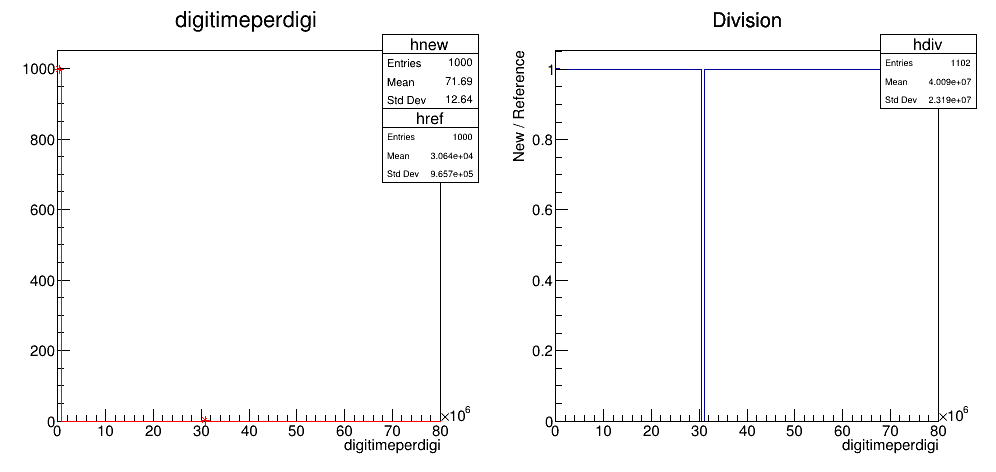 digitimeperdigi
hnew
Entries 1000
Mean 71.69
Std Dev 12.64
href
Entries 1000
Mean 3.064e+04
Std Dev 9.657e+05
1000
800
600
400
200
0
0 10 20 30 40 50 60 70 80
×10⁶
digitimeperdigi
Division
hdiv
Entries 1102
Mean 4.009e+07
Std Dev 2.319e+07
New / Reference
1
0.8
0.6
0.4
0.2
0
0 10 20 30 40 50 60 70 80
×10⁶
digitimeperdigi